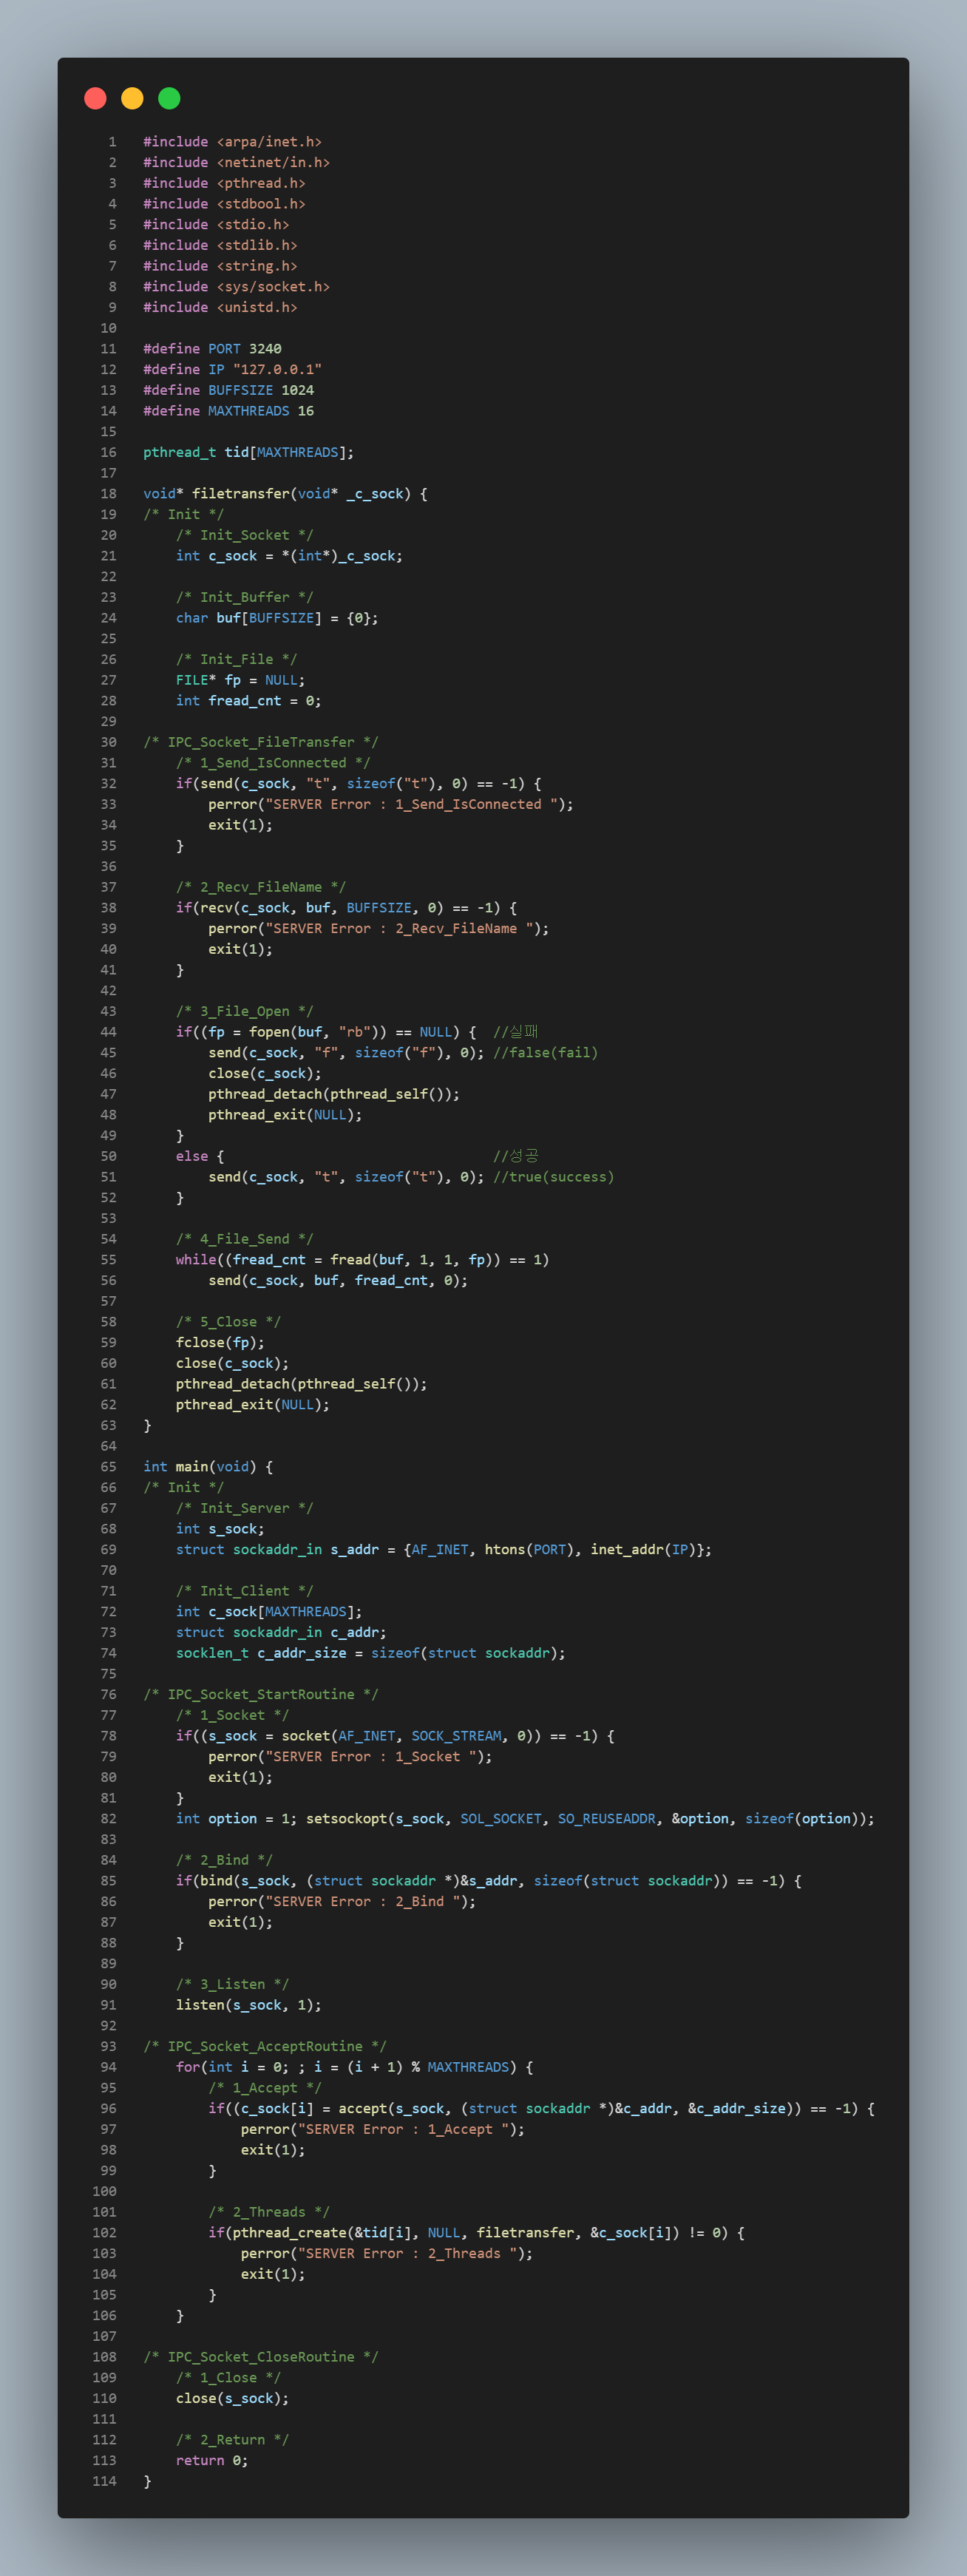 1 #include <arpa/inet.h>
2 #include <netinet/in.h>
3 #include <pthread.h>
4 #include <stdbool.h>
5 #include <stdio.h>
6 #include <stdlib.h>
7 #include <string.h>
8 #include <sys/socket.h>
9 #include <unistd.h>
10
11 #define PORT 3240
12 #define IP "127.0.0.1"
13 #define BUFFSIZE 1024
14 #define MAXTHREADS 16
15
16 pthread_t tid[MAXTHREADS];
17
18 void* filetransfer(void* _c_sock) {
19 /* Init */
20     /* Init_Socket */
21     int c_sock = *(int*)_c_sock;
22
23     /* Init_Buffer */
24     char buf[BUFFSIZE] = {0};
25
26     /* Init_File */
27     FILE* fp = NULL;
28     int fread_cnt = 0;
29
30 /* IPC_Socket_FileTransfer */
31     /* 1_Send_IsConnected */
32     if(send(c_sock, "t", sizeof("t"), 0) == -1) {
33         perror("SERVER Error : 1_Send_IsConnected ");
34         exit(1);
35     }
36
37     /* 2_Recv_FileName */
38     if(recv(c_sock, buf, BUFFSIZE, 0) == -1) {
39         perror("SERVER Error : 2_Recv_FileName ");
40         exit(1);
41     }
42
43     /* 3_File_Open */
44     if((fp = fopen(buf, "rb")) == NULL) {  //실패
45         send(c_sock, "f", sizeof("f"), 0); //false(fail)
46         close(c_sock);
47         pthread_detach(pthread_self());
48         pthread_exit(NULL);
49     }
50     else {                                 //성공
51         send(c_sock, "t", sizeof("t"), 0); //true(success)
52     }
53
54     /* 4_File_Send */
55     while((fread_cnt = fread(buf, 1, 1, fp)) == 1)
56         send(c_sock, buf, fread_cnt, 0);
57
58     /* 5_Close */
59     fclose(fp);
60     close(c_sock);
61     pthread_detach(pthread_self());
62     pthread_exit(NULL);
63 }
64
65 int main(void) {
66 /* Init */
67     /* Init_Server */
68     int s_sock;
69     struct sockaddr_in s_addr = {AF_INET, htons(PORT), inet_addr(IP)};
70
71     /* Init_Client */
72     int c_sock[MAXTHREADS];
73     struct sockaddr_in c_addr;
74     socklen_t c_addr_size = sizeof(struct sockaddr);
75
76 /* IPC_Socket_StartRoutine */
77     /* 1_Socket */
78     if((s_sock = socket(AF_INET, SOCK_STREAM, 0)) == -1) {
79         perror("SERVER Error : 1_Socket ");
80         exit(1);
81     }
82     int option = 1; setsockopt(s_sock, SOL_SOCKET, SO_REUSEADDR, &option, sizeof(option));
83
84     /* 2_Bind */
85     if(bind(s_sock, (struct sockaddr *)&s_addr, sizeof(struct sockaddr)) == -1) {
86         perror("SERVER Error : 2_Bind ");
87         exit(1);
88     }
89
90     /* 3_Listen */
91     listen(s_sock, 1);
92
93 /* IPC_Socket_AcceptRoutine */
94     for(int i = 0; ; i = (i + 1) % MAXTHREADS) {
95         /* 1_Accept */
96         if((c_sock[i] = accept(s_sock, (struct sockaddr *)&c_addr, &c_addr_size)) == -1) {
97             perror("SERVER Error : 1_Accept ");
98             exit(1);
99         }
100
101         /* 2_Threads */
102         if(pthread_create(&tid[i], NULL, filetransfer, &c_sock[i]) != 0) {
103             perror("SERVER Error : 2_Threads ");
104             exit(1);
105         }
106     }
107
108 /* IPC_Socket_CloseRoutine */
109     /* 1_Close */
110     close(s_sock);
111
112     /* 2_Return */
113     return 0;
114 }